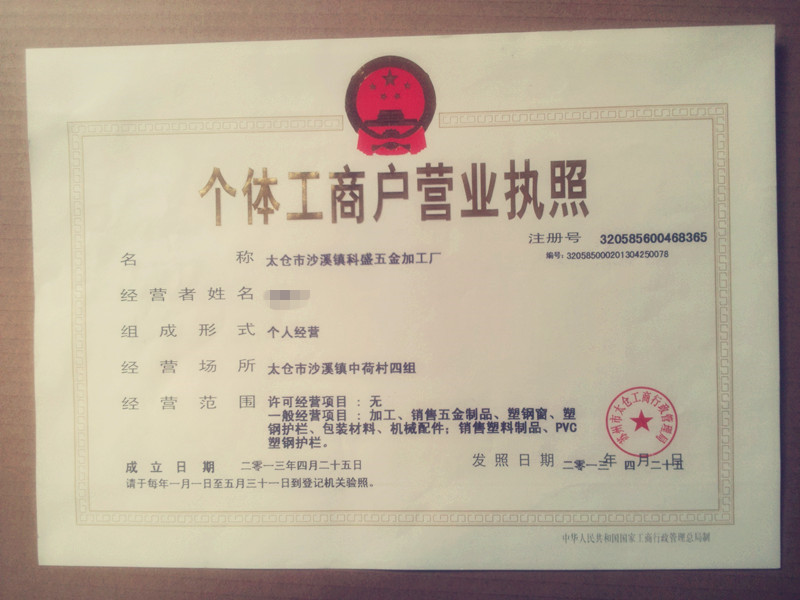 个体工商户营业执照
注册号 320585600468365
编号：320585000201304250078
名称 太仓市沙溪镇科盛五金加工厂
经营者姓名
组成形式 个人经营
经营场所 太仓市沙溪镇中荷村四组
经营范围 许可经营项目：无
一般经营项目：加工、销售五金制品、塑钢窗、塑
钢护栏、包装材料、机械配件；销售塑料制品、PVC
塑钢护栏。
苏州市太仓工商行政管理局
成立日期 二零一三年四月二十五日
发照日期 二零一三年四月二十五日
请于每年一月一日至五月三十一日到登记机关验照。
中华人民共和国国家工商行政管理总局制